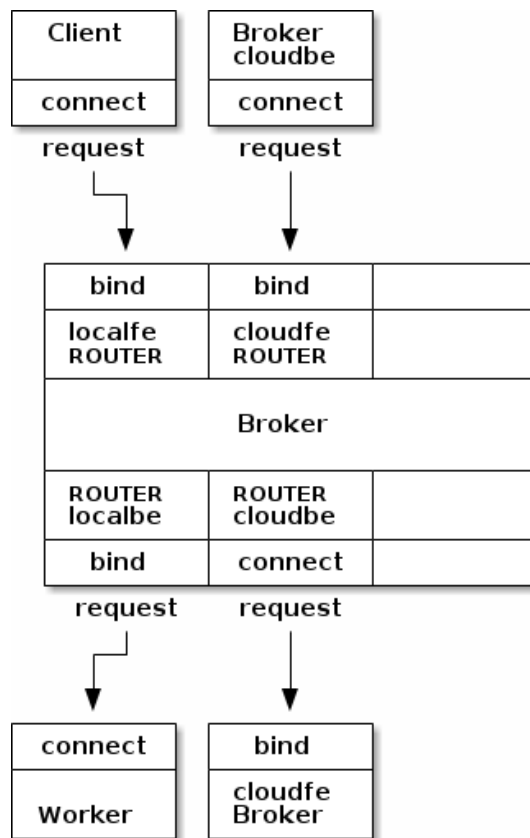 Client
Broker
cloudbe
connect
connect
request
request
bind
bind
localfe
ROUTER
cloudfe
ROUTER
Broker
ROUTER
localbe
ROUTER
cloudbe
bind
connect
request
request
connect
bind
Worker
cloudfe
Broker